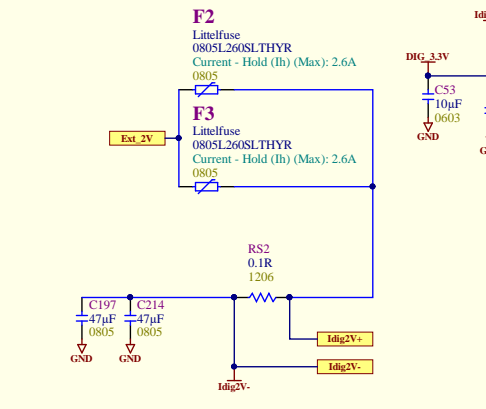 F2
Littelfuse
0805L260SLTHYR
Current - Hold (Ih) (Max): 2.6A
0805
F3
Littelfuse
0805L260SLTHYR
Current - Hold (Ih) (Max): 2.6A
0805
Ext_2V
RS2
0.1R
1206
C197
47µF
0805
GND
C214
47µF
0805
GND
Idig2V+
Idig2V-
Idig2V-
DIG_3.3V
C53
10µF
0603
GND